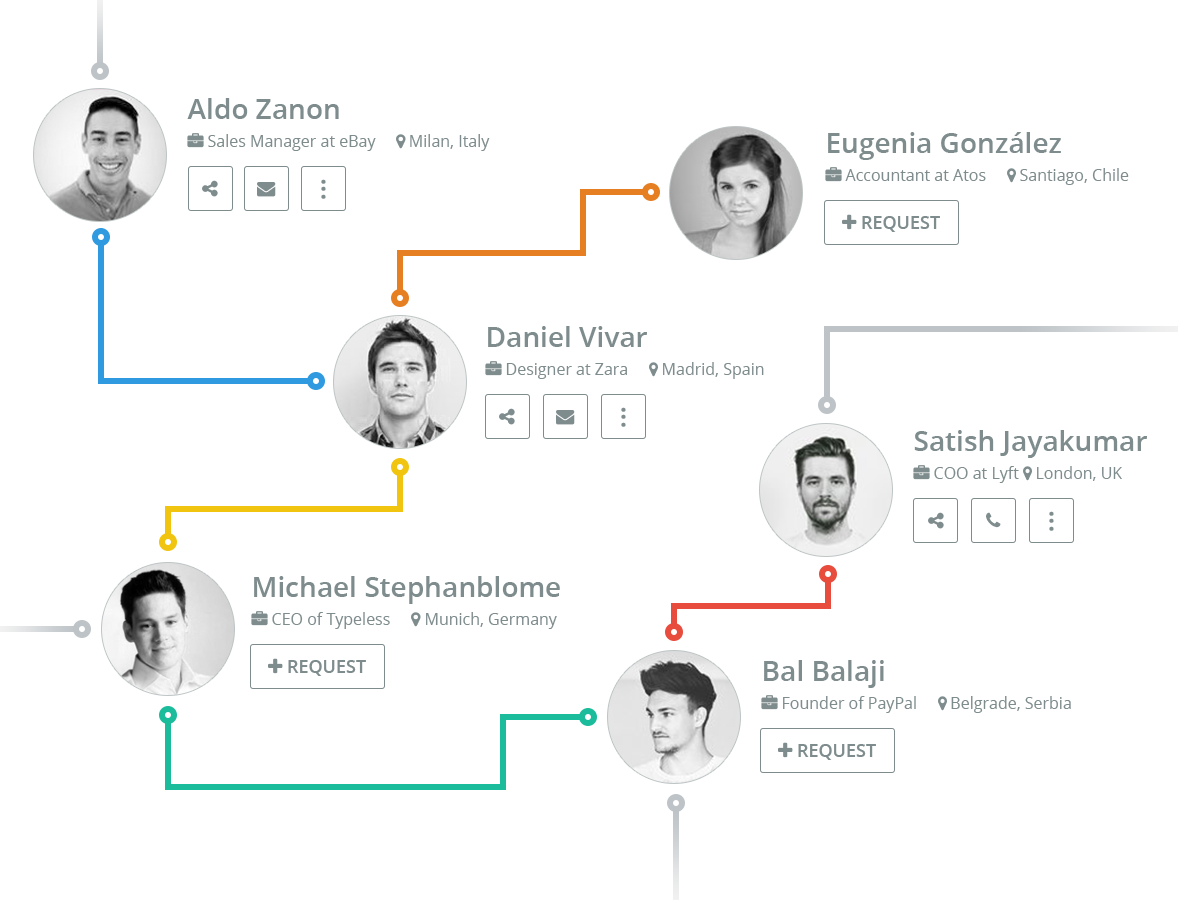 Aldo Zanon
Sales Manager at eBay Milan, Italy
Eugenia González
Accountant at Atos Santiago, Chile
REQUEST
Daniel Vivar
Designer at Zara Madrid, Spain
Satish Jayakumar
COO at Lyft London, UK
Michael Stephanblome
CEO of Typeless Munich, Germany
REQUEST
Bal Balaji
Founder of PayPal Belgrade, Serbia
REQUEST